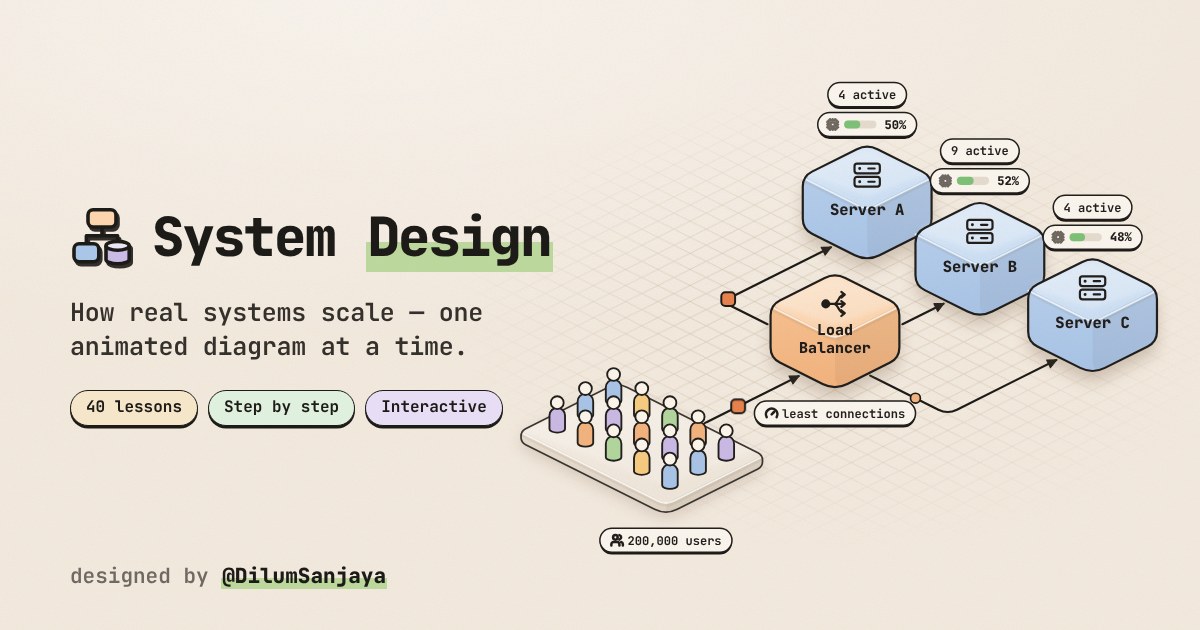 System Design
How real systems scale — one
animated diagram at a time.
40 lessons
Step by step
Interactive
designed by @DilumSanjaya
4 active
50%
Server A
9 active
52%
Server B
4 active
48%
Server C
Load
Balancer
least connections
200,000 users